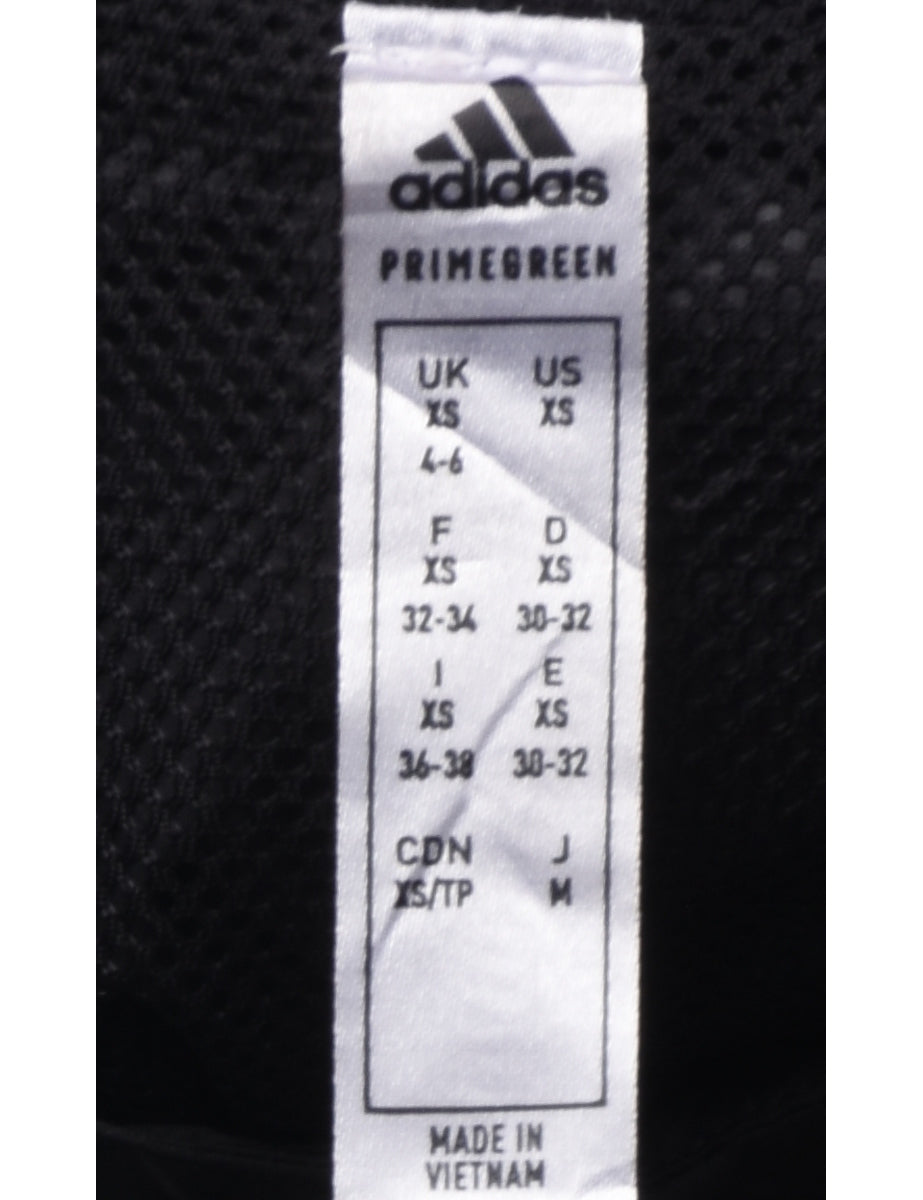 adidas
PRIMEGREEN
UK US
XS XS
4-6
F D
XS XS
32-34 30-32
I E
XS XS
36-38 30-32
CDN J
XS/TP M
MADE IN
VIETNAM